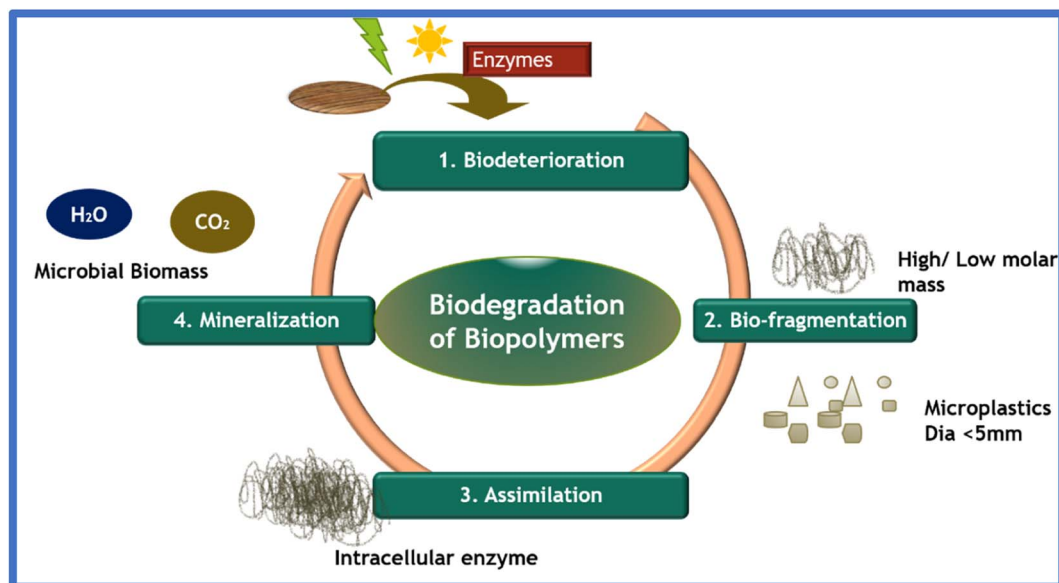 Enzymes
1. Biodeterioration
H₂O
CO₂
Microbial Biomass
High/ Low molar
mass
4. Mineralization
Biodegradation
of Biopolymers
2. Bio-fragmentation
Microplastics
Dia <5mm
3. Assimilation
Intracellular enzyme